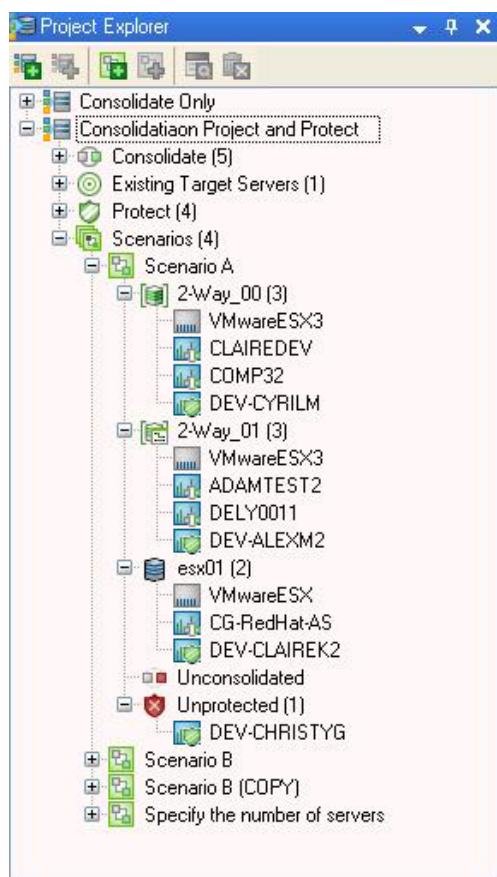 Project Explorer
Consolidate Only
Consolidatiaon Project and Protect
Consolidate (5)
Existing Target Servers (1)
Protect (4)
Scenarios (4)
Scenario A
2-Way_00 (3)
VMwareESX3
CLAIREDEV
COMP32
DEV-CYRILM
2-Way_01 (3)
VMwareESX3
ADAMTEST2
DELY0011
DEV-ALEXM2
esx01 (2)
VMwareESX
CG-RedHat-AS
DEV-CLAIREK2
Unconsolidated
Unprotected (1)
DEV-CHRISTYG
Scenario B
Scenario B (COPY)
Specify the number of servers